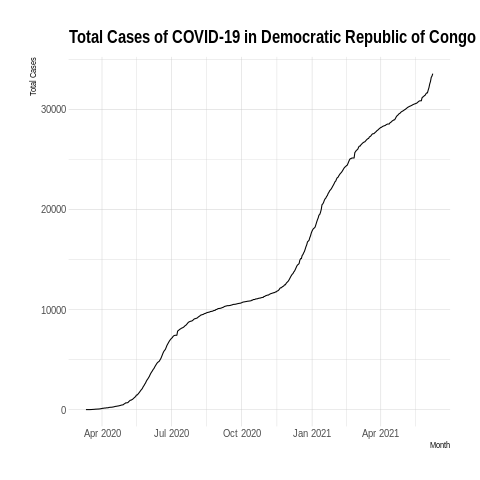 Total Cases of COVID-19 in Democratic Republic of Congo
Total Cases
30000
20000
10000
0
Apr 2020 Jul 2020 Oct 2020 Jan 2021 Apr 2021
Month